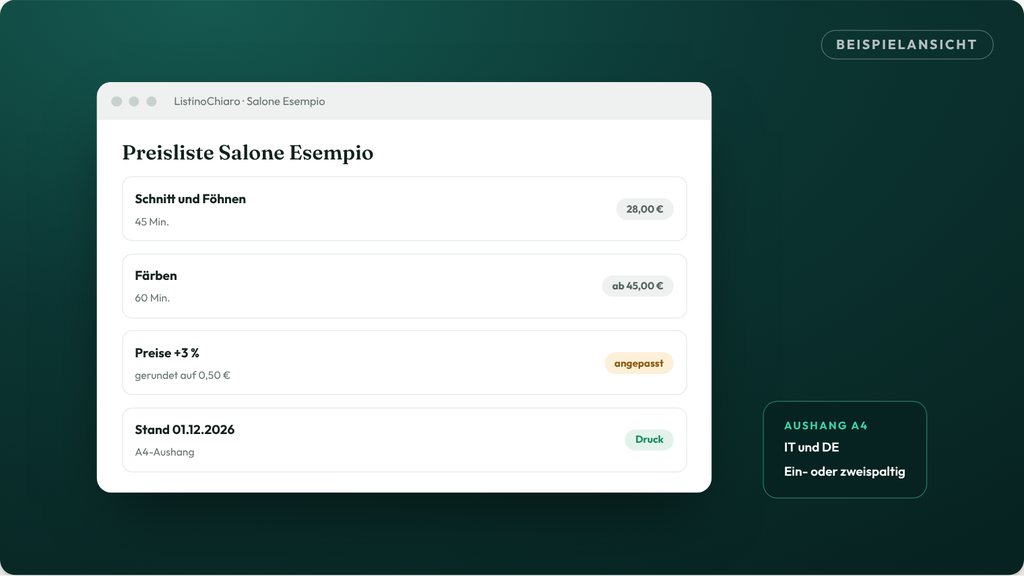 BEISPIELANSICHT
ListinoChiaro · Salone Esempio
Preisliste Salone Esempio
Schnitt und Föhnen
45 Min.
28,00 €
Färben
60 Min.
ab 45,00 €
Preise +3 %
gerundet auf 0,50 €
angepasst
Stand 01.12.2026
A4-Aushang
Druck
AUSHANG A4
IT und DE
Ein- oder zweispaltig